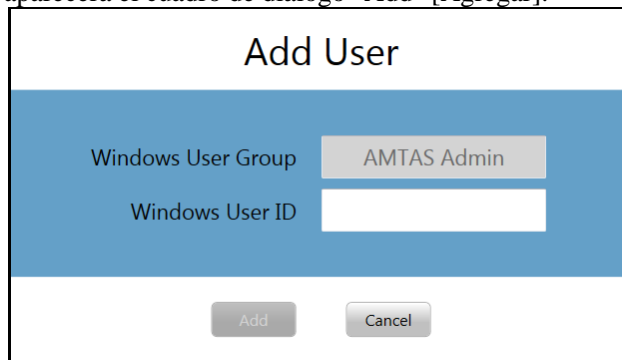 aparecerá el cuadro de diálogo "Add" [Agregar].
Add User
Windows User Group AMTAS Admin
Windows User ID
Add Cancel